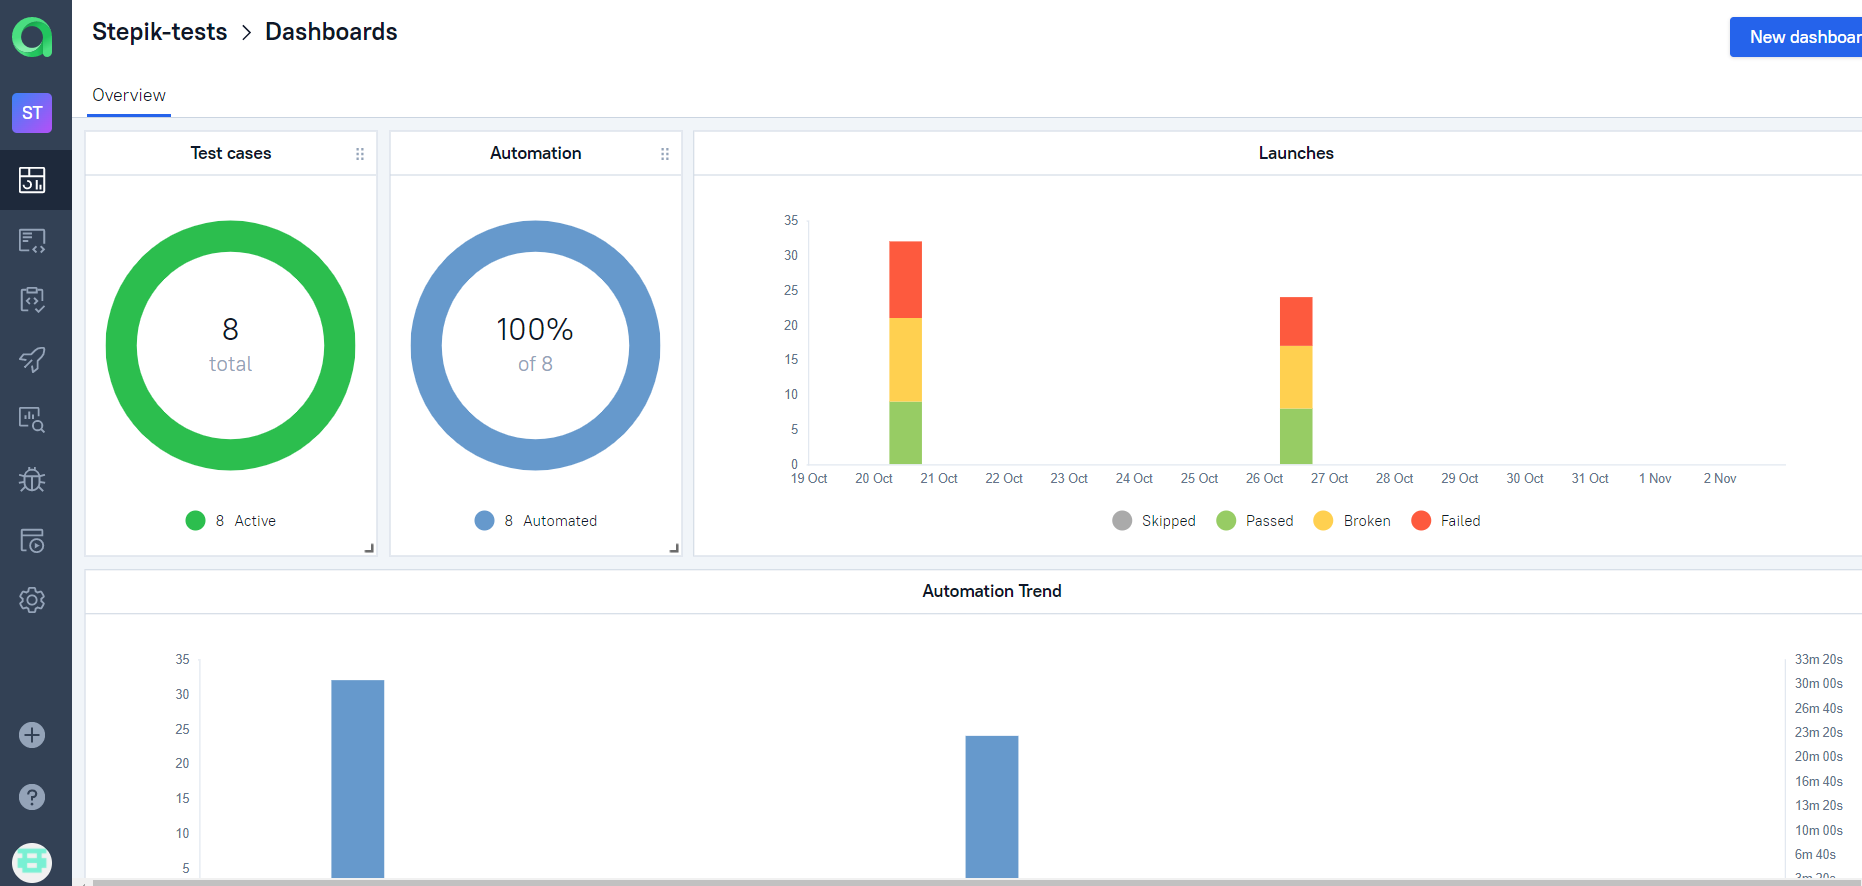 Stepik-tests > Dashboards
New dashboar
ST
Overview
Test cases
8
total
8 Active
Automation
100%
of 8
8 Automated
Launches
35
30
25
20
15
10
5
0
19 Oct 20 Oct 21 Oct 22 Oct 23 Oct 24 Oct 25 Oct 26 Oct 27 Oct 28 Oct 29 Oct 30 Oct 31 Oct 1 Nov 2 Nov
Skipped Passed Broken Failed
Automation Trend
35
30
25
20
15
10
5
33m 20s
30m 00s
26m 40s
23m 20s
20m 00s
16m 40s
13m 20s
10m 00s
6m 40s
3m 20s
?